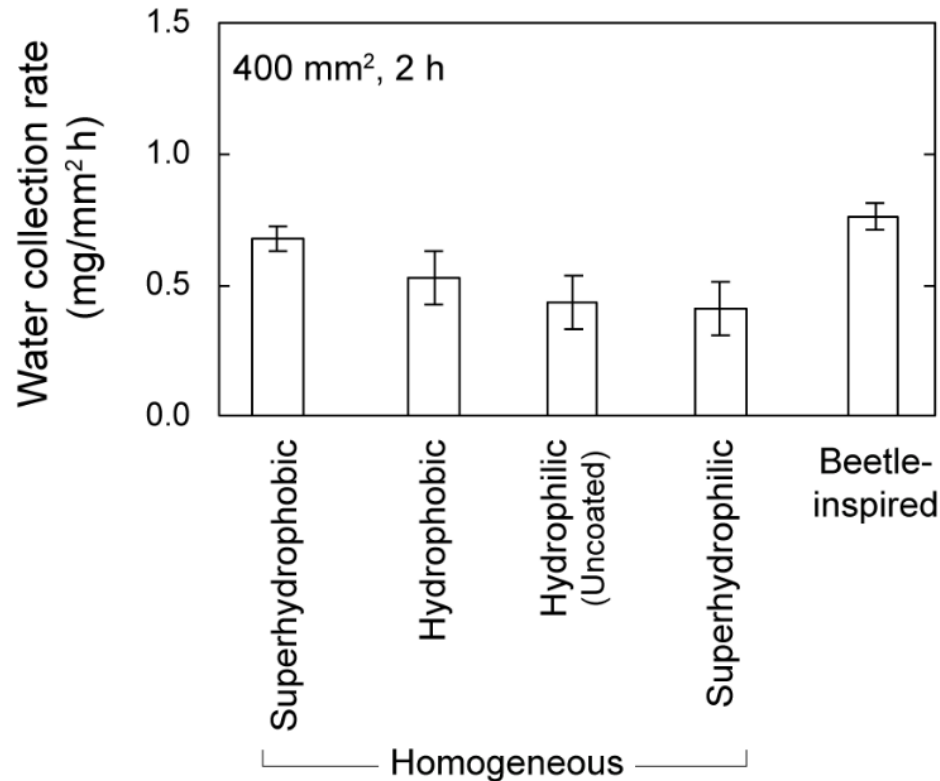 Water collection rate
(mg/mm² h)
1.5
1.0
0.5
0.0
400 mm², 2 h
Superhydrophobic
Hydrophobic
Hydrophilic
(Uncoated)
Superhydrophilic
Beetle-
inspired
Homogeneous